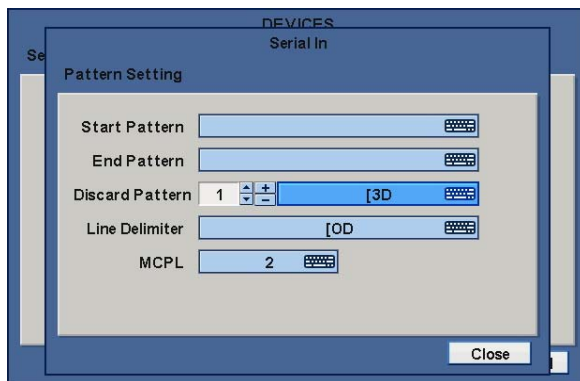 DEVICES
Serial In
Se
Pattern Setting
Start Pattern
End Pattern
Discard Pattern 1 + − [3D
Line Delimiter [0D
MCPL 2
Close